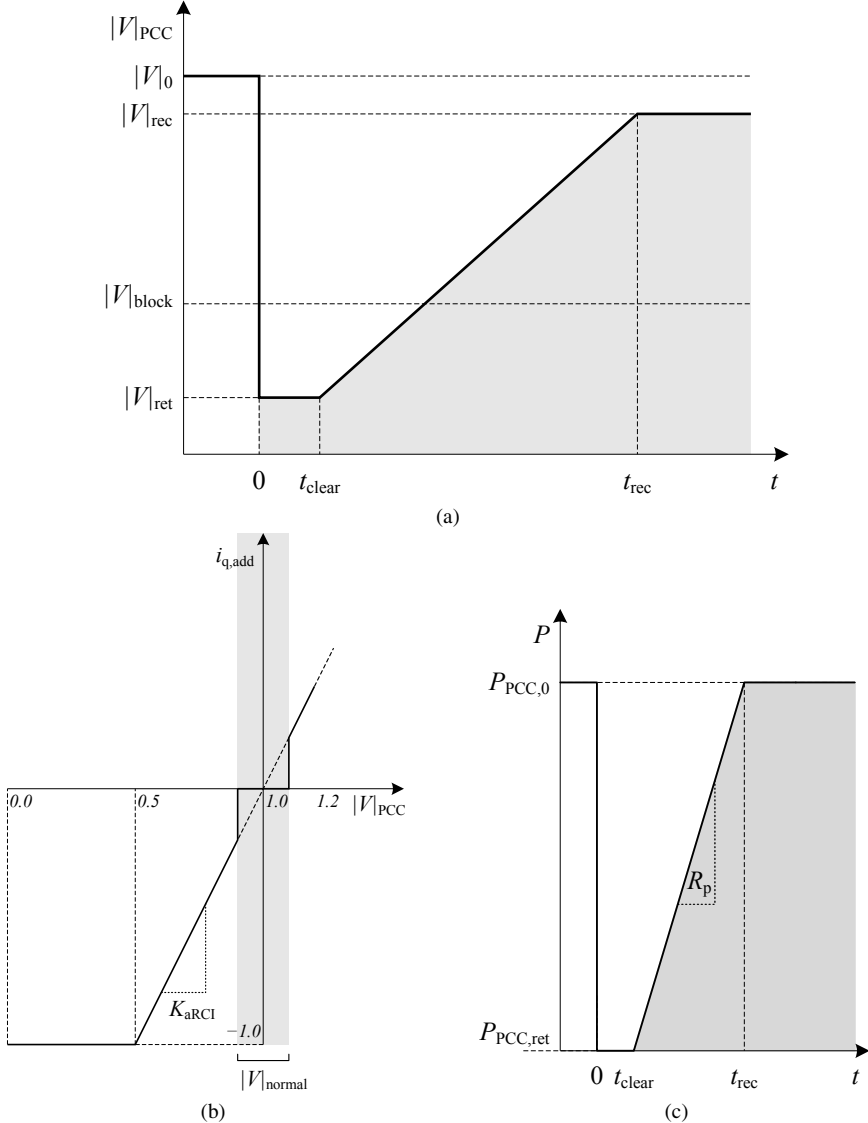 |V|PCC
|V|0
|V|rec
|V|block
|V|ret
0 tclear trec t
(a)
iq,add
0.0 0.5 1.0 1.2 |V|PCC
KaRCI
−1.0
|V|normal
(b)
P
PPCC,0
Rp
PPCC,ret
0 tclear trec t
(c)